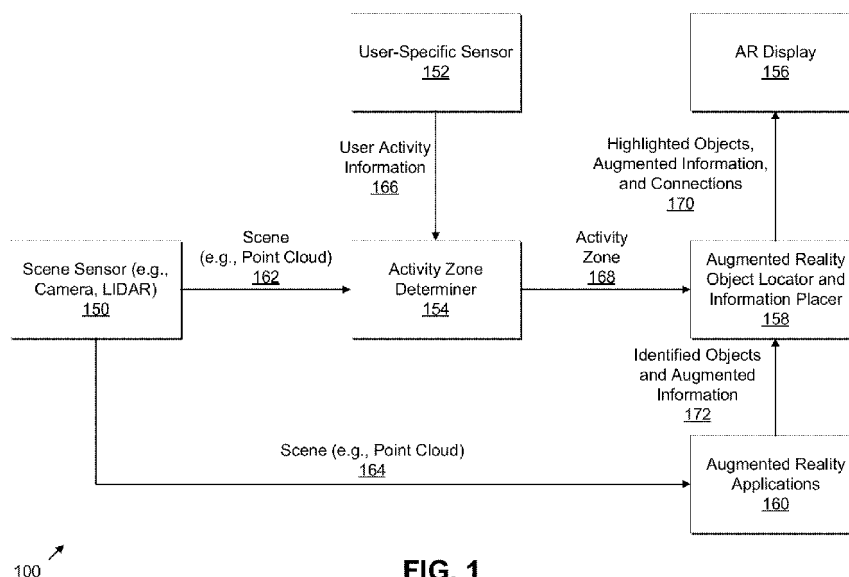 User-Specific Sensor
152
AR Display
156
User Activity
Information
166
Highlighted Objects,
Augmented Information,
and Connections
170
Scene Sensor (e.g.,
Camera, LIDAR)
150
Scene
(e.g., Point Cloud)
162
Activity Zone
Determiner
154
Activity
Zone
168
Augmented Reality
Object Locator and
Information Placer
158
Identified Objects
and Augmented
Information
172
Scene (e.g., Point Cloud)
164
Augmented Reality
Applications
160
100
FIG. 1